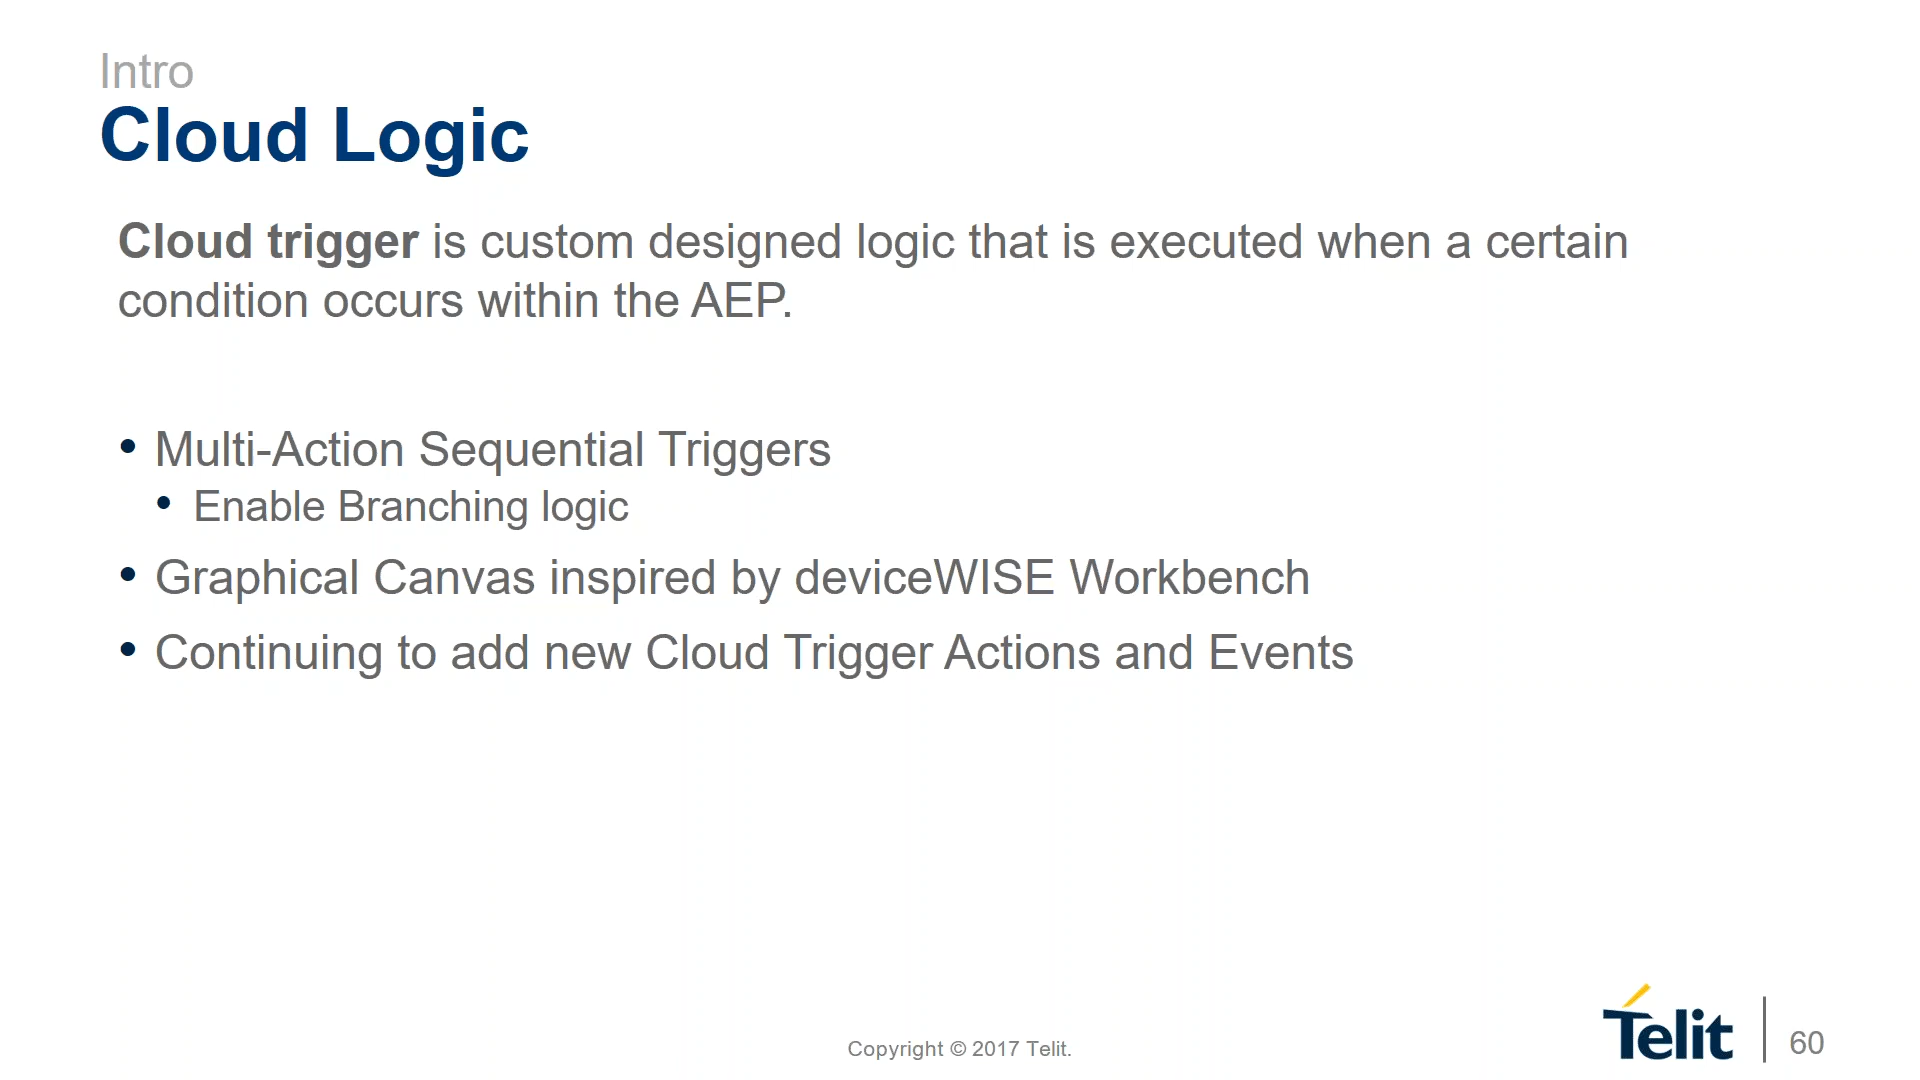 Intro
Cloud Logic
Cloud trigger is custom designed logic that is executed when a certain
condition occurs within the AEP.
• Multi-Action Sequential Triggers
• Enable Branching logic
• Graphical Canvas inspired by deviceWISE Workbench
• Continuing to add new Cloud Trigger Actions and Events
Copyright © 2017 Telit.
Telit
60